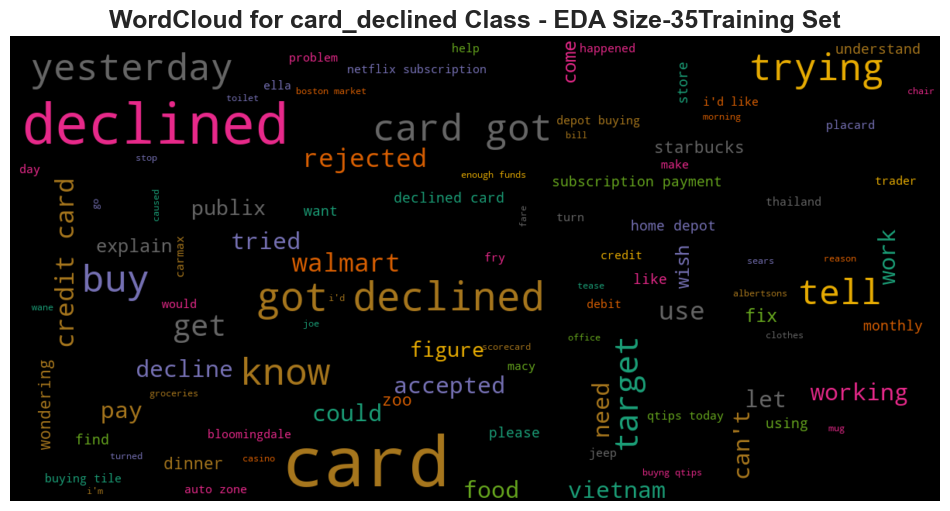 WordCloud for card_declined Class - EDA Size-35Training Set
yesterday
problem
help
come
happened
trying
understand
netflix subscription
ella
toilet
boston market
store
i'd like
morning
chair
declined
card got
depot buying
bill
placard
starbucks
rejected
make
day
stop
enough funds
subscription payment
trader
credit card
go
caused
publix
want
declined card
fare
turn
thailand
home depot
explain
carmax
tried
walmart
fry
credit
wish
sears
reason
work
buy
like
tease
albertsons
tell
wane
would
got declined
i'd
debit
use
fix
monthly
get
joe
office
clothes
figure
scorecard
macy
target
wondering
decline
know
accepted
groceries
zoo
need
let
working
pay
could
qtips today
can't
using
mug
find
bloomingdale
please
turned
dinner
casino
card
jeep
buying tile
i'm
auto zone
food
vietnam
buyng qtips